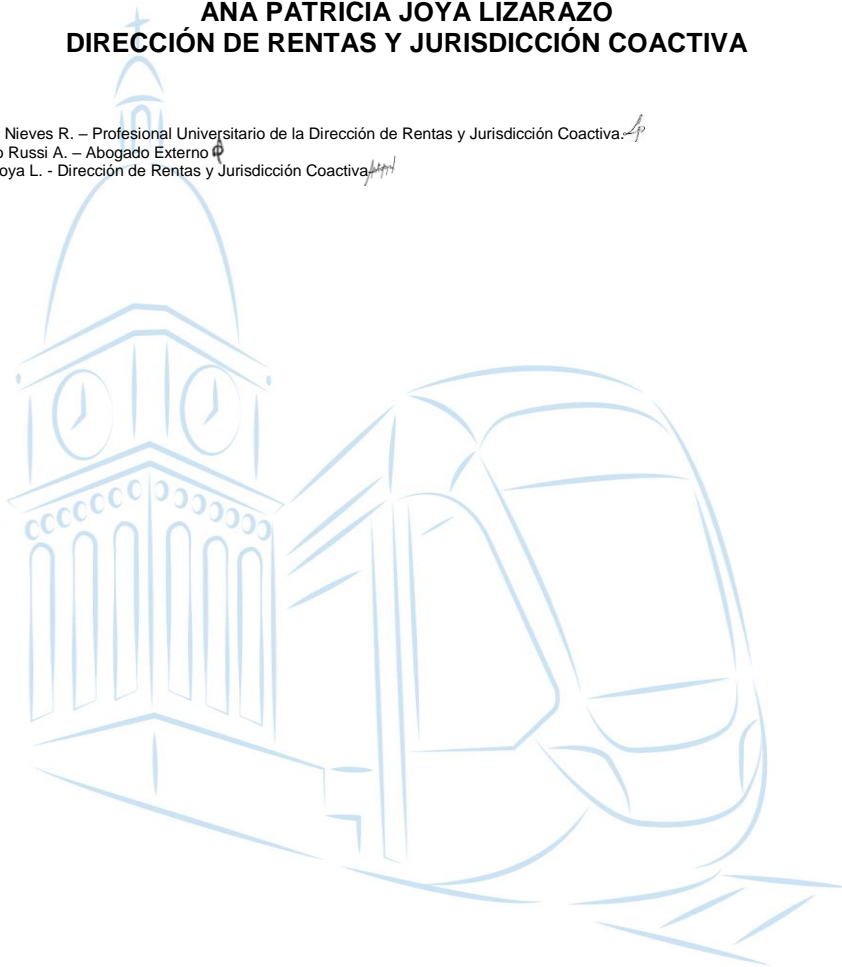 ANA PATRICIA JOYA LIZARAZO
DIRECCIÓN DE RENTAS Y JURISDICCIÓN COACTIVA
Nieves R. – Profesional Universitario de la Dirección de Rentas y Jurisdicción Coactiva.
o Russi A. – Abogado Externo
oya L. - Dirección de Rentas y Jurisdicción Coactiva